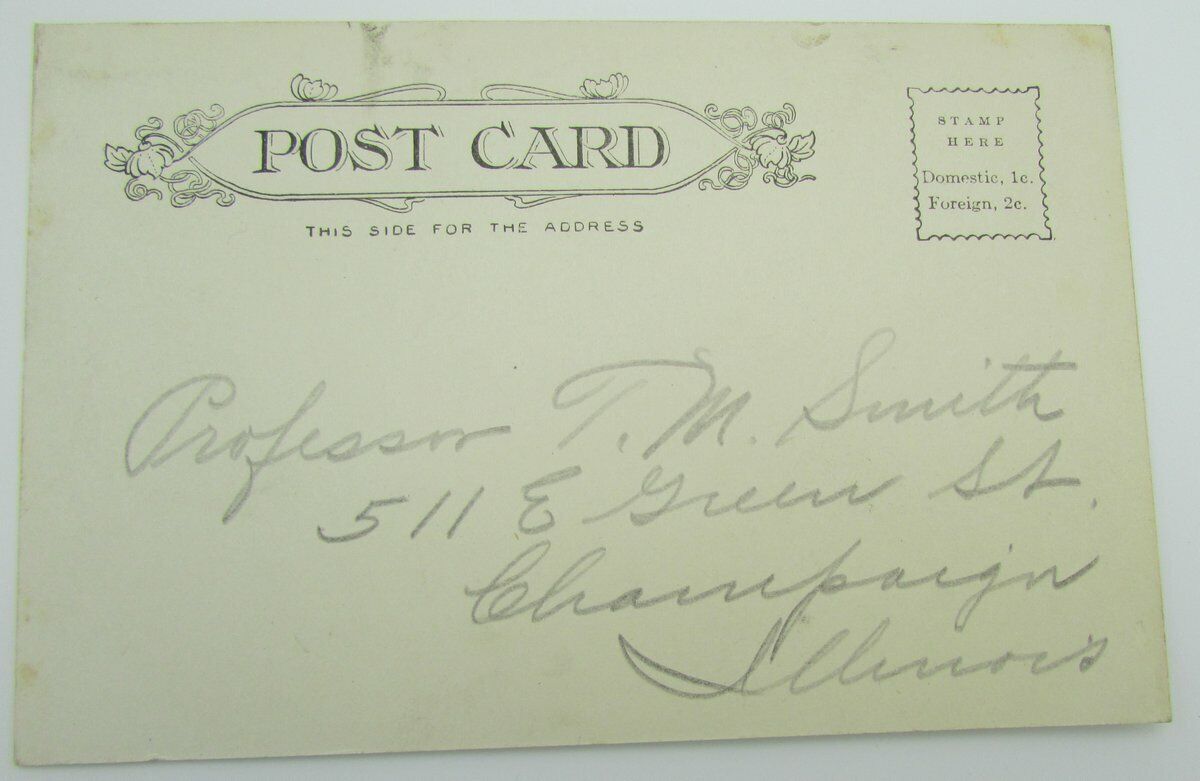 POST CARD
THIS SIDE FOR THE ADDRESS
STAMP
HERE
Domestic, 1c.
Foreign, 2c.
Professor T. M. Smith
511 E Green St.
Champaign
Illinois